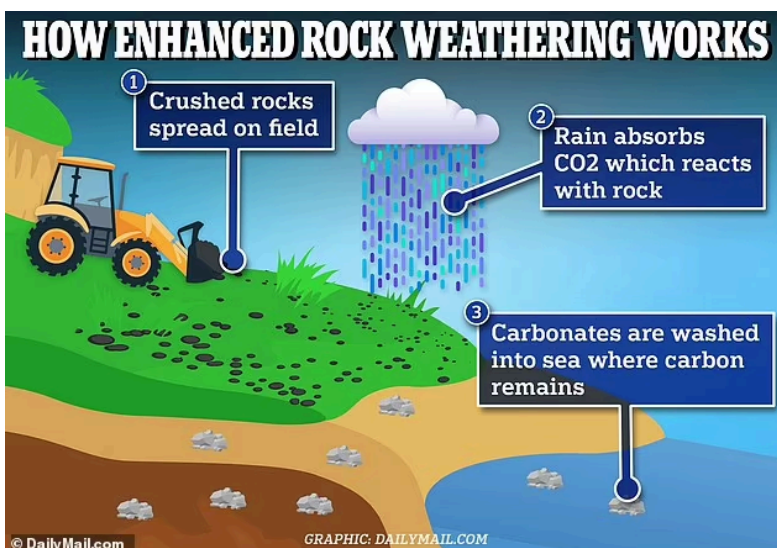 HOW ENHANCED ROCK WEATHERING WORKS
1
Crushed rocks
spread on field
2
Rain absorbs
CO2 which reacts
with rock
3
Carbonates are washed
into sea where carbon
remains
© DailyMail.com
GRAPHIC: DAILYMAIL.COM